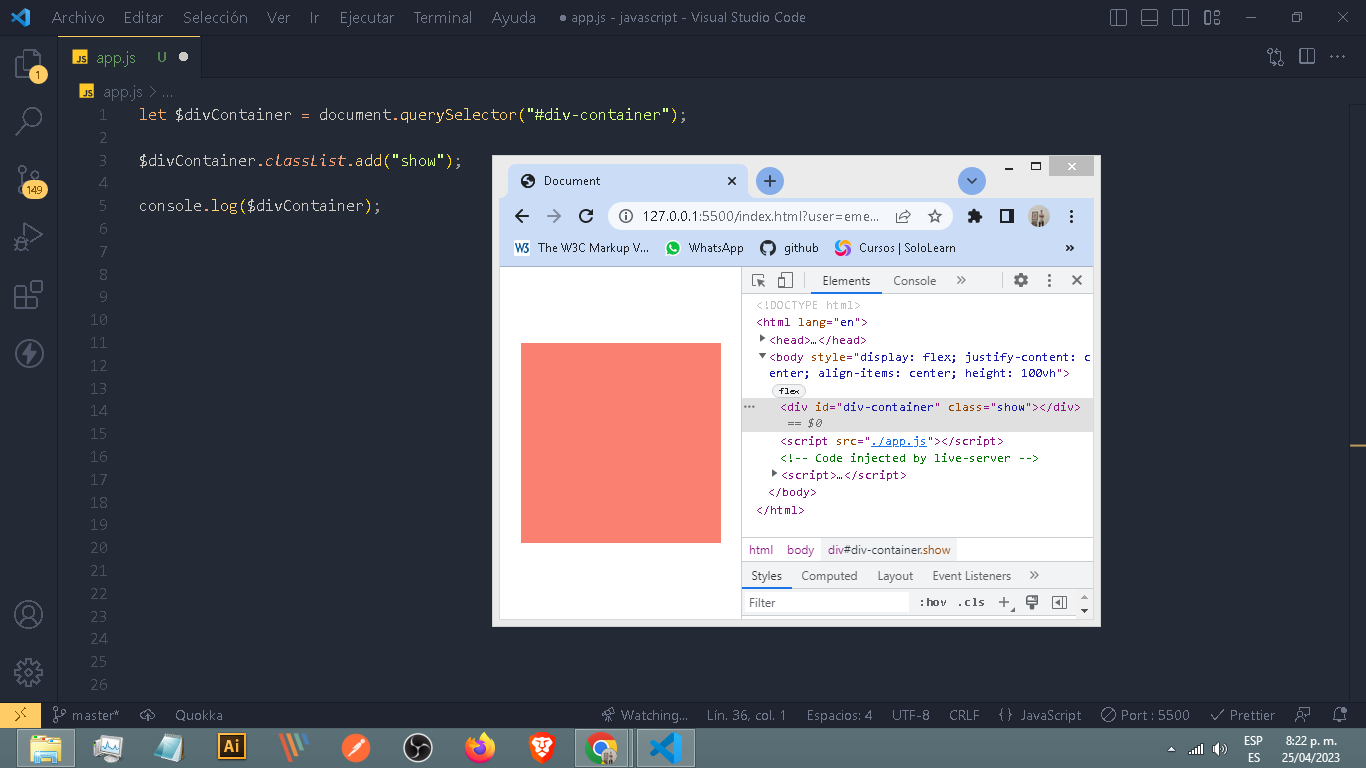 Archivo Editar Selección Ver Ir Ejecutar Terminal Ayuda ● app.js - javascript - Visual Studio Code
JS app.js U ●
JS app.js > ...
1 let $divContainer = document.querySelector("#div-container");
2
3 $divContainer.classList.add("show");
4
5 console.log($divContainer);
6
7
8
9
10
11
12
13
14
15
16
17
18
19
20
21
22
23
24
25
26
1
149
Document
127.0.0.1:5500/index.html?user=eme...
W3 The W3C Markup V... WhatsApp github Cursos | SoloLearn »
Elements Console »
<!DOCTYPE html>
<html lang="en">
<head>…</head>
<body style="display: flex; justify-content: c
enter; align-items: center; height: 100vh">
flex
<div id="div-container" class="show"></div>
== $0
<script src="./app.js"></script>
<!-- Code injected by live-server -->
<script>…</script>
</body>
</html>
html body div#div-container.show
Styles Computed Layout Event Listeners »
Filter :hov .cls
master* Quokka Watching... Lín. 36, col. 1 Espacios: 4 UTF-8 CRLF {} JavaScript Port : 5500 Prettier
Ai ESP 8:22 p. m.
ES 25/04/2023